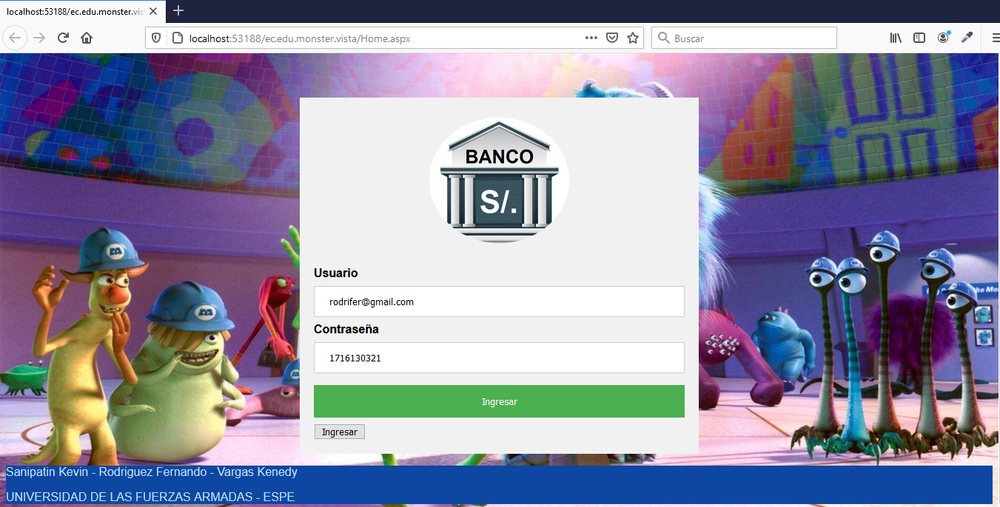 localhost:53188/ec.edu.monster.vist
localhost:53188/ec.edu.monster.vista/Home.aspx
Buscar
BANCO
S/.
Usuario
rodrifer@gmail.com
Contraseña
1716130321
Ingresar
Ingresar
Sanipatin Kevin - Rodriguez Fernando - Vargas Kenedy
UNIVERSIDAD DE LAS FUERZAS ARMADAS - ESPE